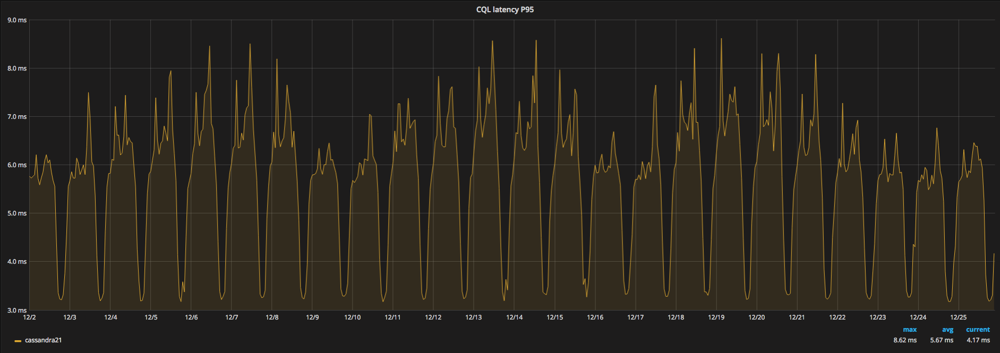 CQL latency P95
9.0 ms
8.0 ms
7.0 ms
6.0 ms
5.0 ms
4.0 ms
3.0 ms
12/2 12/3 12/4 12/5 12/6 12/7 12/8 12/9 12/10 12/11 12/12 12/13 12/14 12/15 12/16 12/17 12/18 12/19 12/20 12/21 12/22 12/23 12/24 12/25
max avg current
cassandra21 8.62 ms 5.67 ms 4.17 ms